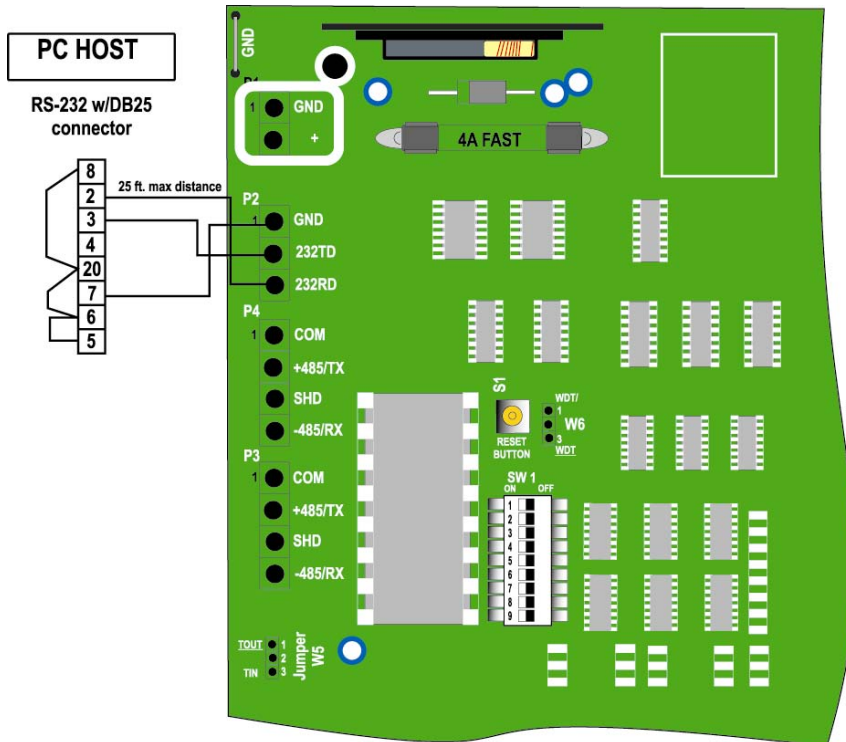 PC HOST
RS-232 w/DB25
connector
25 ft. max distance
8
2
3
4
20
7
6
5
GND
1 GND
+
4A FAST
P2
1 GND
232TD
232RD
P4
1 COM
+485/TX
SHD
-485/RX
P3
1 COM
+485/TX
SHD
-485/RX
S1
RESET
BUTTON
WDT/
1
W6
3
WDT
SW 1
ON OFF
1
2
3
4
5
6
7
8
9
TOUT 1
2
TIN 3
Jumper
W5